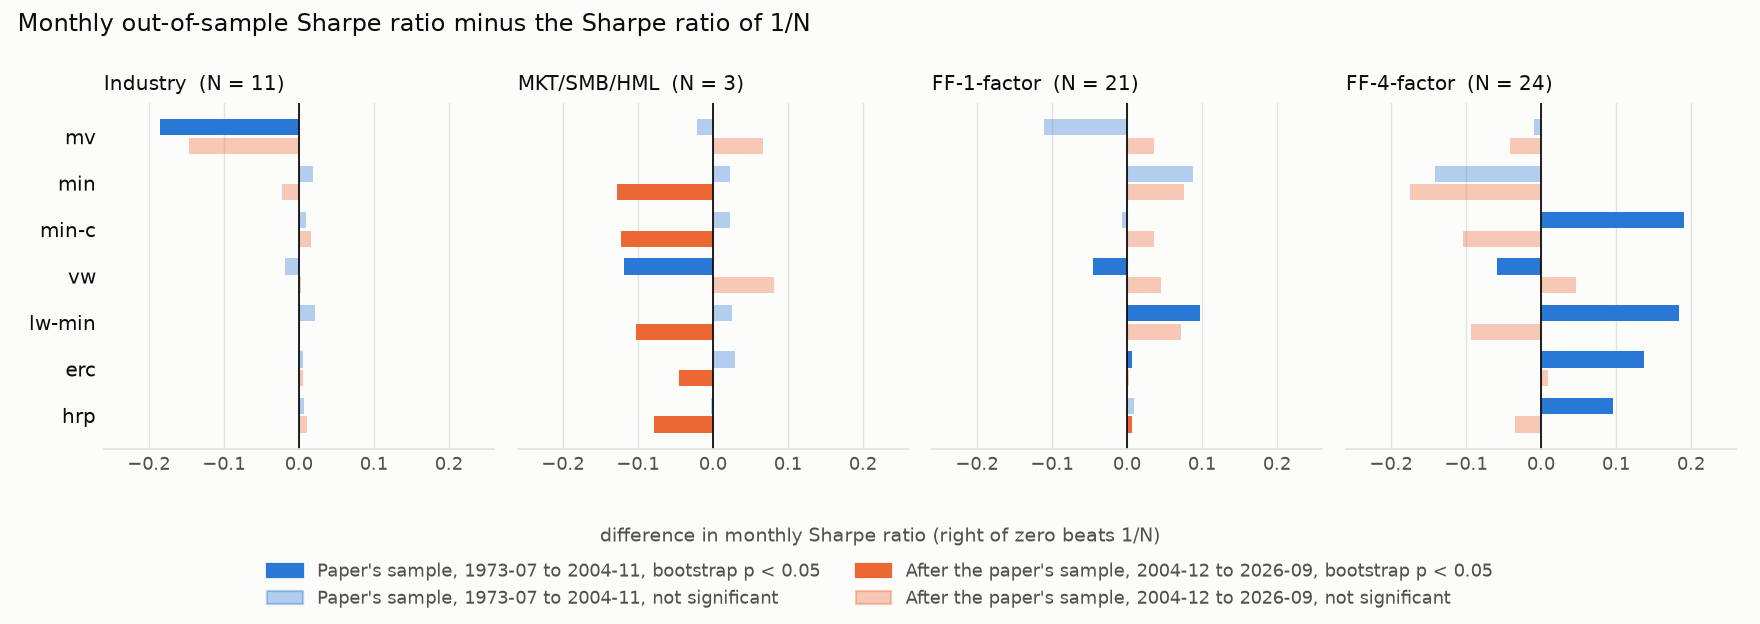 Monthly out-of-sample Sharpe ratio minus the Sharpe ratio of 1/N
Industry (N = 11)
MKT/SMB/HML (N = 3)
FF-1-factor (N = 21)
FF-4-factor (N = 24)
mv
min
min-c
vw
lw-min
erc
hrp
−0.2 −0.1 0.0 0.1 0.2
−0.2 −0.1 0.0 0.1 0.2
−0.2 −0.1 0.0 0.1 0.2
−0.2 −0.1 0.0 0.1 0.2
difference in monthly Sharpe ratio (right of zero beats 1/N)
Paper's sample, 1973-07 to 2004-11, bootstrap p < 0.05
Paper's sample, 1973-07 to 2004-11, not significant
After the paper's sample, 2004-12 to 2026-09, bootstrap p < 0.05
After the paper's sample, 2004-12 to 2026-09, not significant